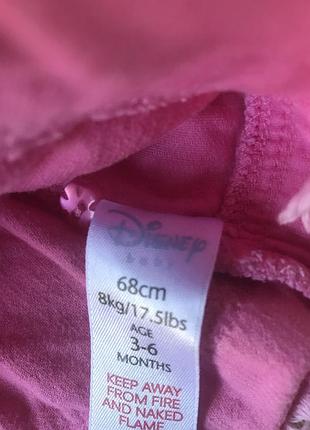 Disney
baby
68cm
8kg/17.5lbs
AGE
3-6
MONTHS
KEEP AWAY
FROM FIRE
AND NAKED
FLAME